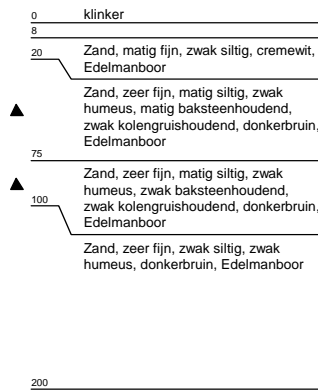 0 klinker
8
20 Zand, matig fijn, zwak siltig, cremewit,
Edelmanboor
Zand, zeer fijn, matig siltig, zwak
humeus, matig baksteenhoudend,
zwak kolengruishoudend, donkerbruin,
Edelmanboor
75
Zand, zeer fijn, matig siltig, zwak
humeus, zwak baksteenhoudend,
zwak kolengruishoudend, donkerbruin,
100
Edelmanboor
Zand, zeer fijn, zwak siltig, zwak
humeus, donkerbruin, Edelmanboor
200